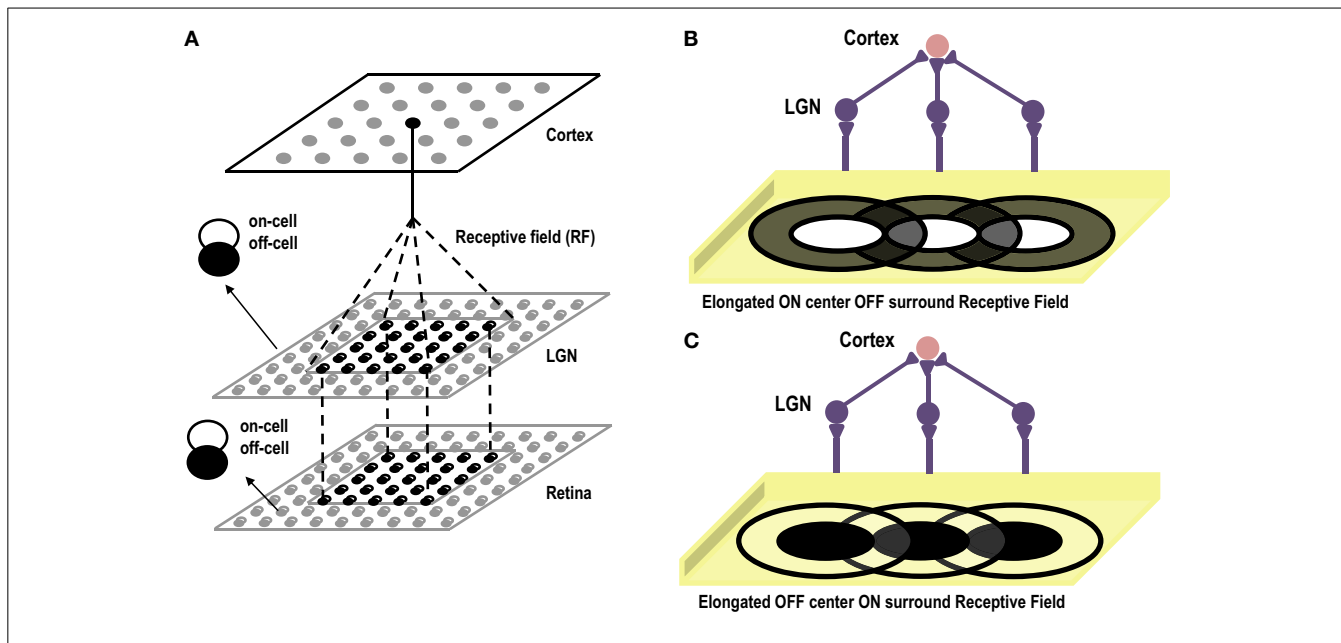 A
Cortex
on-cell
off-cell
Receptive field (RF)
LGN
on-cell
off-cell
Retina
B
Cortex
LGN
Elongated ON center OFF surround Receptive Field
C
Cortex
LGN
Elongated OFF center ON surround Receptive Field